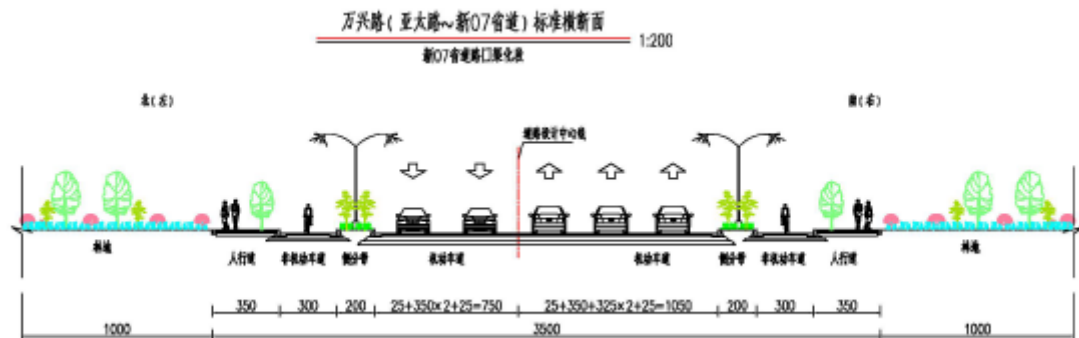 万兴路(亚太路~新07省道)标准横断面
1:200
新07省道路口渠化段
北(左)
南(右)
道路设计中心线
林地
人行道
非机动车道
侧分带
机动车道
机动车道
侧分带
非机动车道
人行道
林地
350
300
200
25+350×2+25=750
25+350+325×2+25=1050
200
300
350
1000
3500
1000